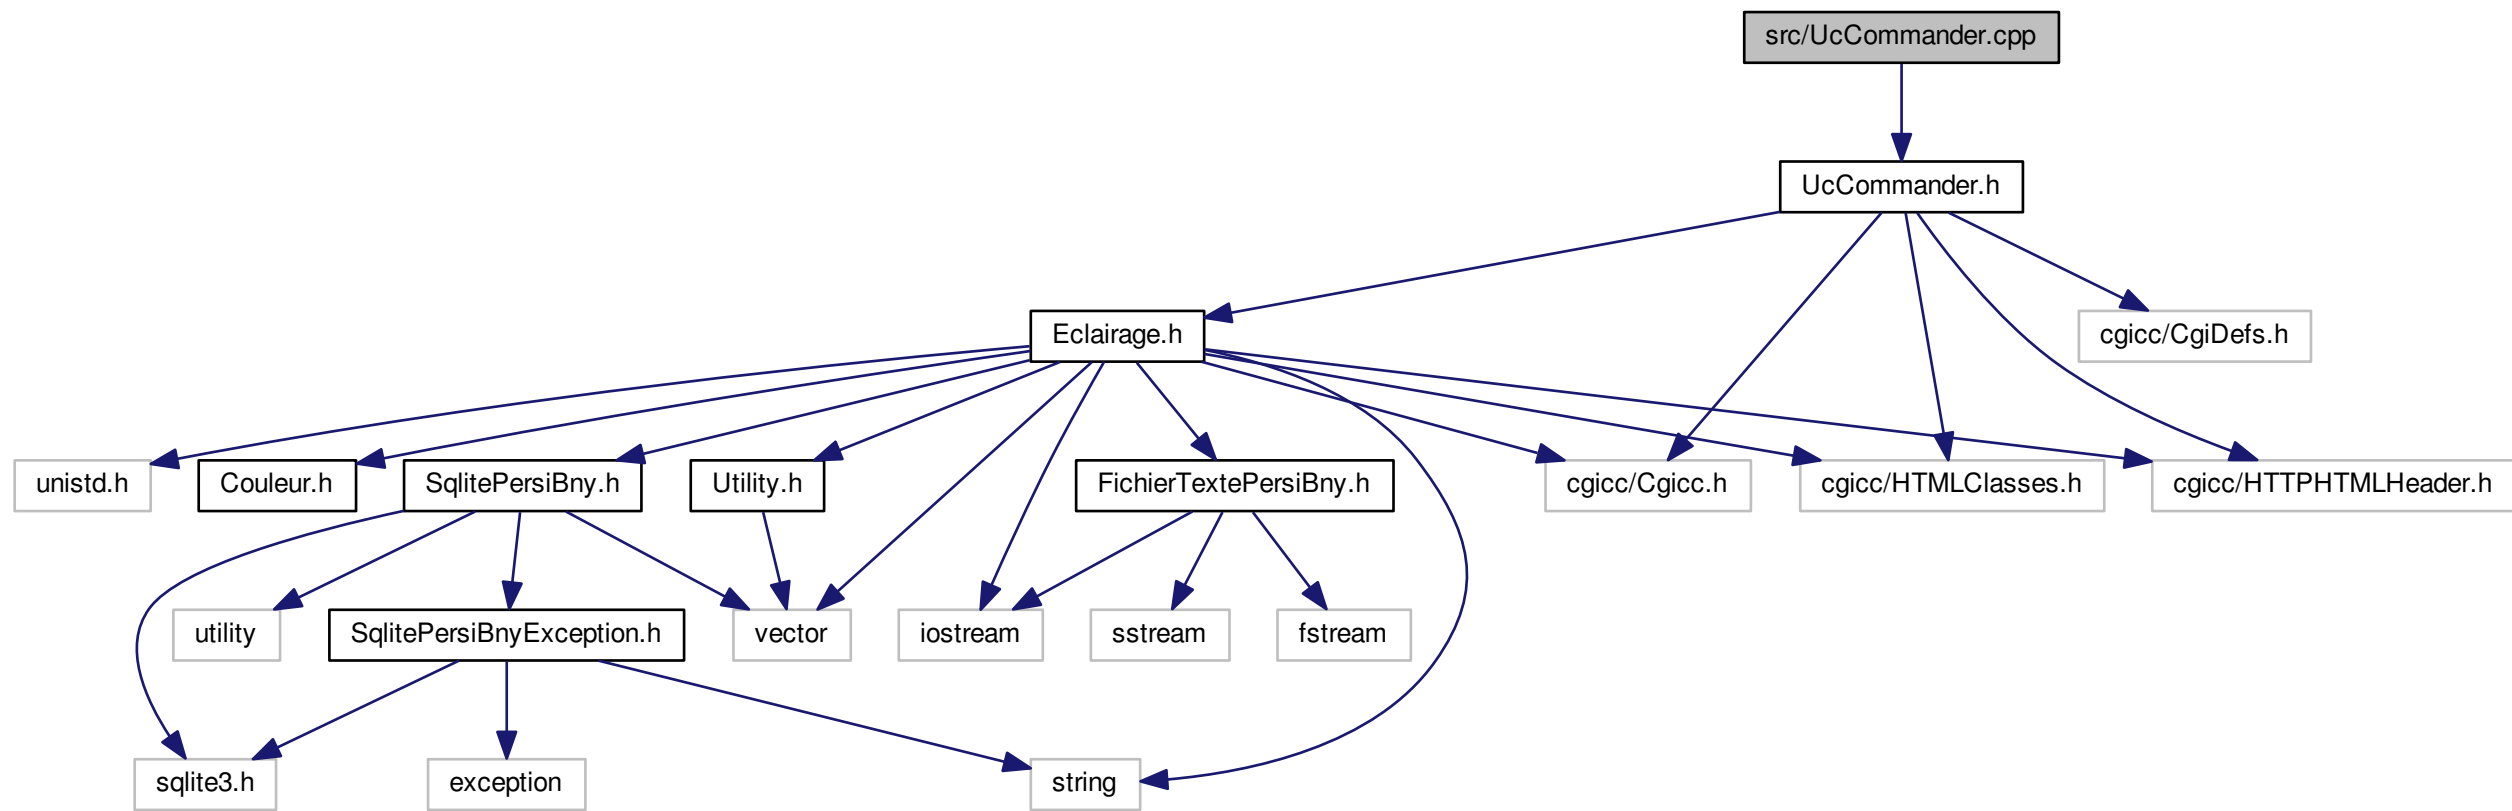 src/UcCommander.cpp
UcCommander.h
Eclairage.h
cgicc/CgiDefs.h
unistd.h
Couleur.h
SqlitePersiBny.h
Utility.h
FichierTextePersiBny.h
cgicc/Cgicc.h
cgicc/HTMLClasses.h
cgicc/HTTPHTMLHeader.h
utility
SqlitePersiBnyException.h
vector
iostream
sstream
fstream
sqlite3.h
exception
string